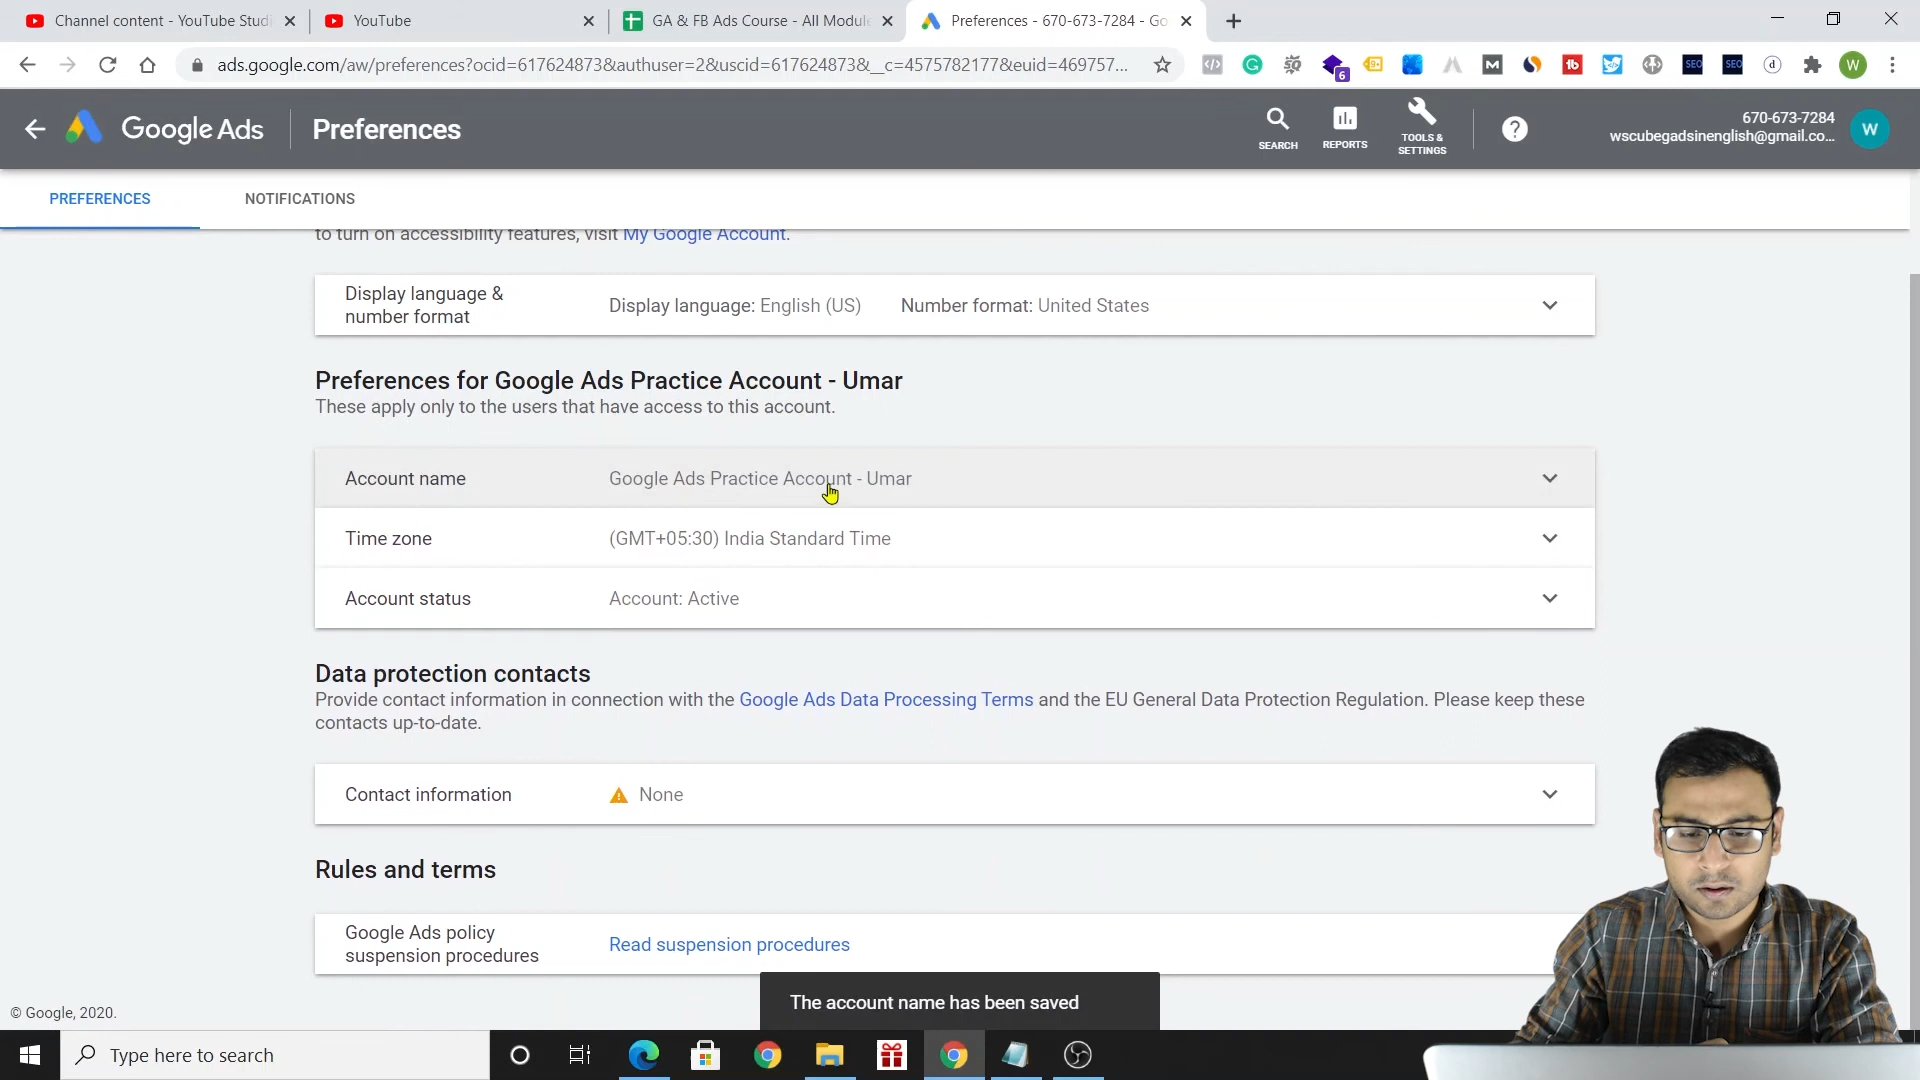 Channel content - YouTube Studi
YouTube
GA & FB Ads Course - All Module
Preferences - 670-673-7284 - Go
ads.google.com/aw/preferences?ocid=617624873&authuser=2&uscid=617624873&__c=4575782177&euid=469757...
6
SEO
SEO
W
Google Ads
Preferences
SEARCH
REPORTS
TOOLS &
SETTINGS
670-673-7284
wscubegadsinenglish@gmail.co...
W
PREFERENCES
NOTIFICATIONS
to turn on accessibility features, visit My Google Account.
Display language &
number format
Display language: English (US)
Number format: United States
Preferences for Google Ads Practice Account - Umar
These apply only to the users that have access to this account.
Account name
Google Ads Practice Account - Umar
Time zone
(GMT+05:30) India Standard Time
Account status
Account: Active
Data protection contacts
Provide contact information in connection with the Google Ads Data Processing Terms and the EU General Data Protection Regulation. Please keep these
contacts up-to-date.
Contact information
None
Rules and terms
Google Ads policy
suspension procedures
Read suspension procedures
The account name has been saved
© Google, 2020.
Type here to search